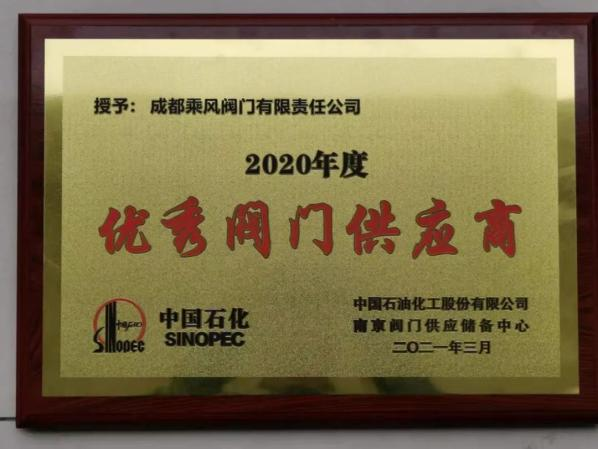 授予： 成都乘风阀门有限责任公司
2020年度
优秀阀门供应商
中国石化
SINOPEC
SINOPEC
中国石油化工股份有限公司
南京阀门供应储备中心
二〇二一年三月